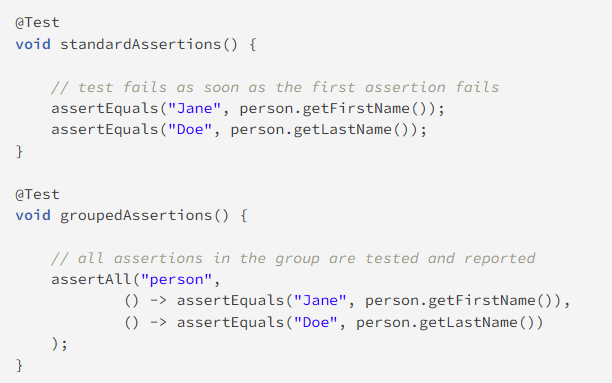 @Test
void standardAssertions() {
// test fails as soon as the first assertion fails
assertEquals("Jane", person.getFirstName());
assertEquals("Doe", person.getLastName());
}
@Test
void groupedAssertions() {
// all assertions in the group are tested and reported
assertAll("person",
() -> assertEquals("Jane", person.getFirstName()),
() -> assertEquals("Doe", person.getLastName())
);
}